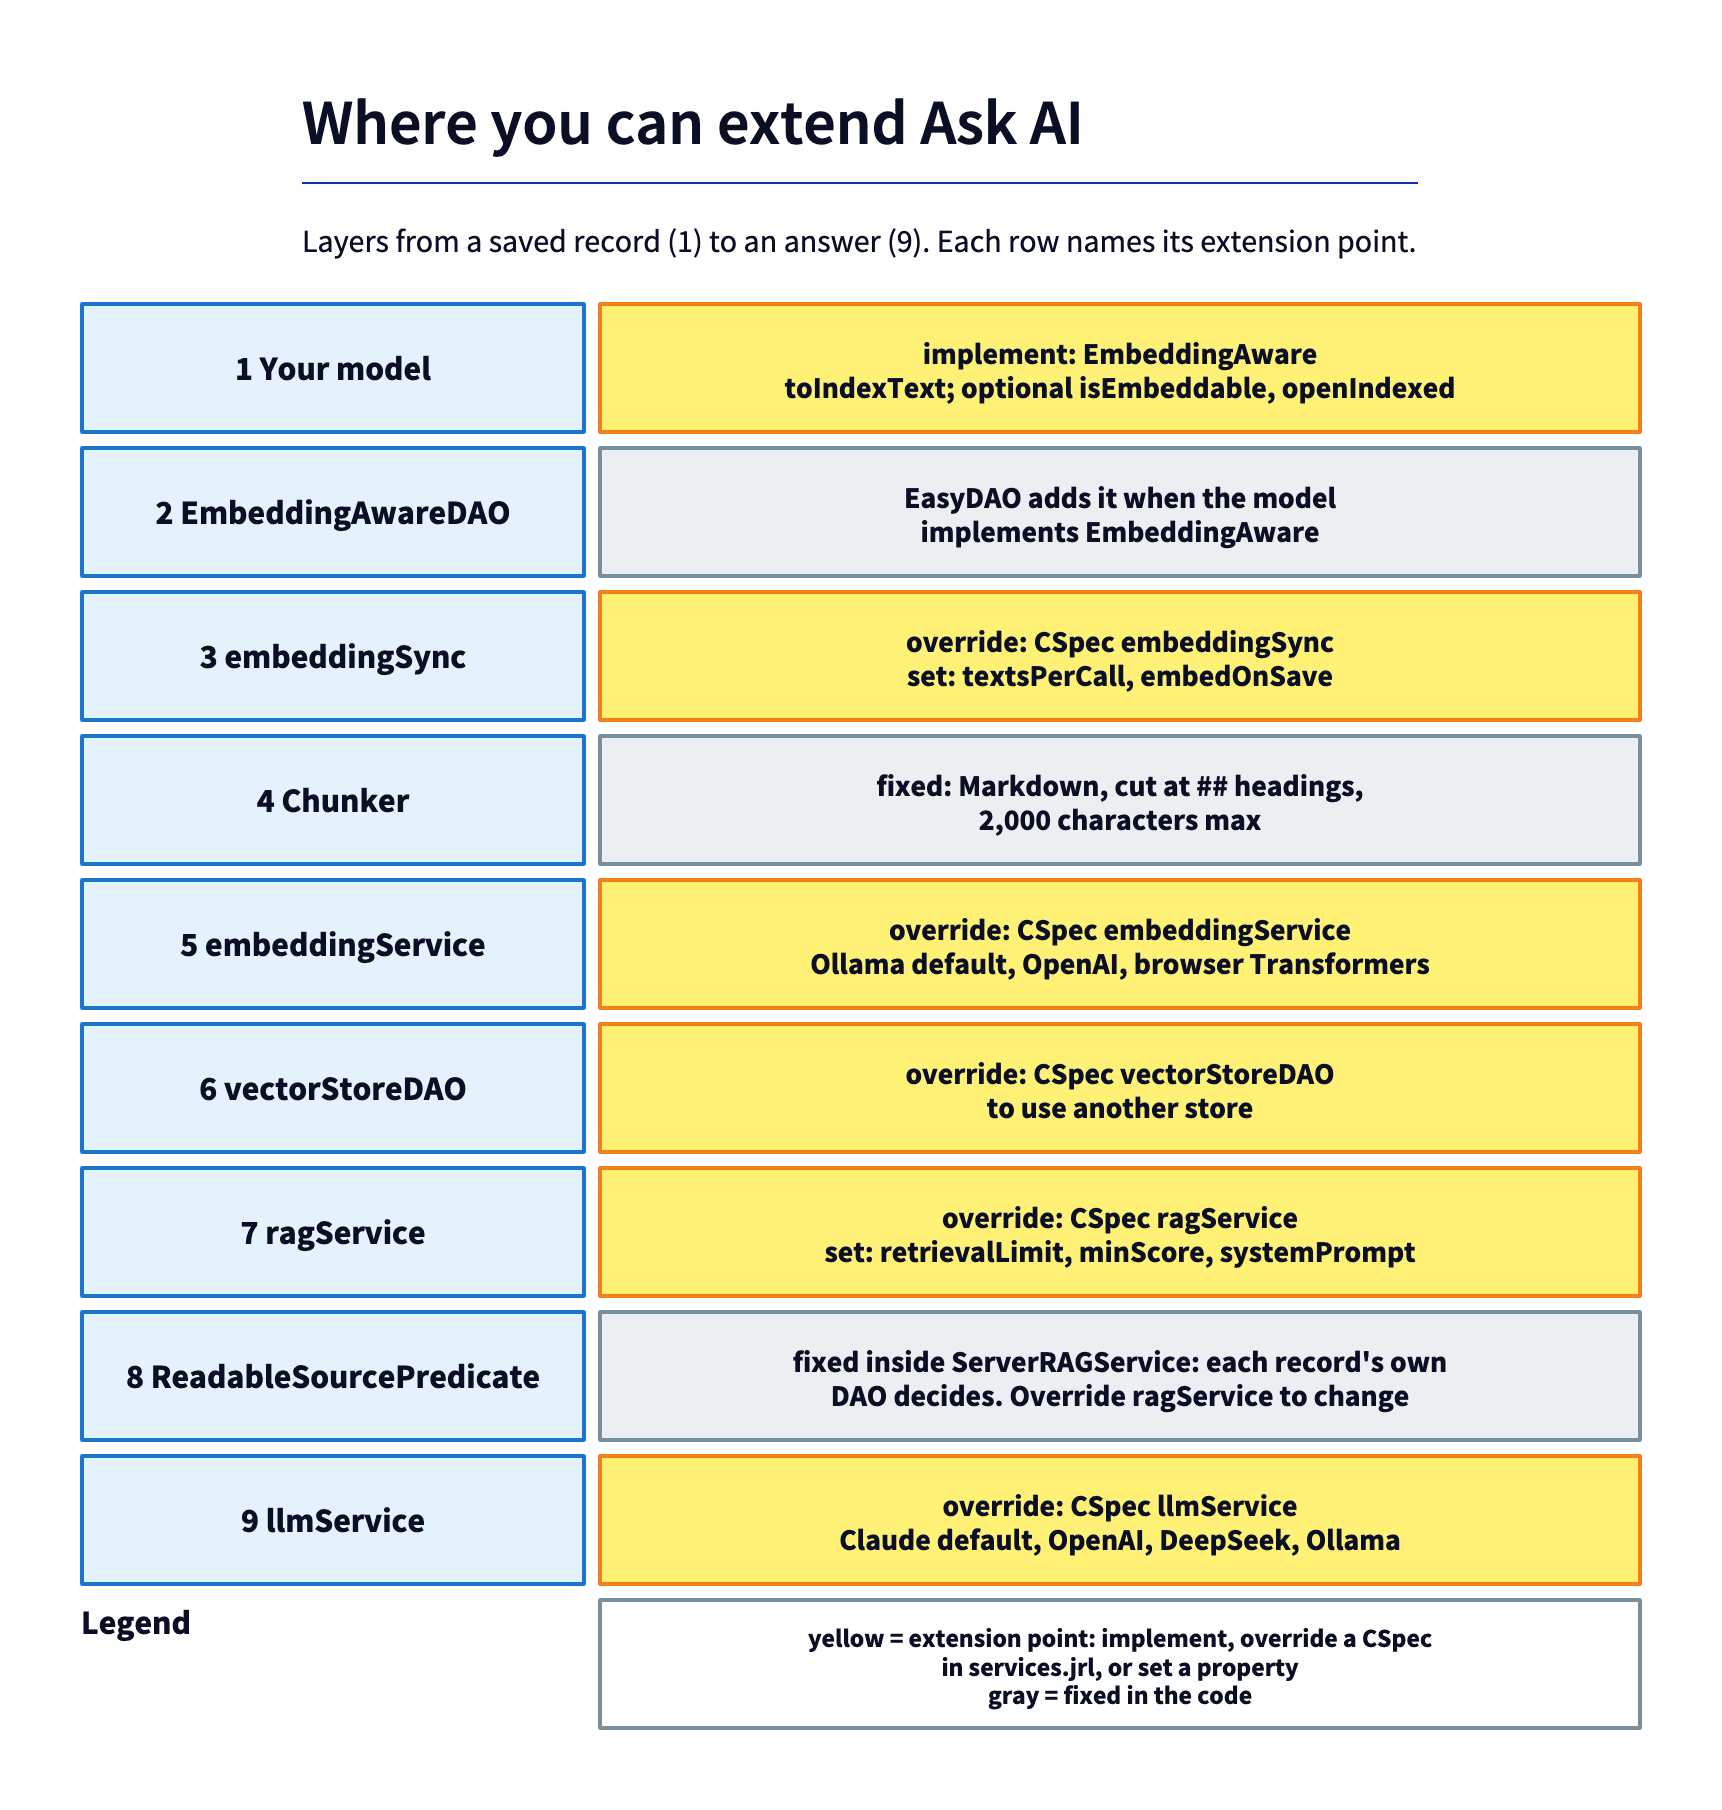 Where you can extend Ask AI
Layers from a saved record (1) to an answer (9). Each row names its extension point.
1 Your model
implement: EmbeddingAware
toIndexText; optional isEmbeddable, openIndexed
2 EmbeddingAwareDAO
EasyDAO adds it when the model
implements EmbeddingAware
3 embeddingSync
override: CSpec embeddingSync
set: textsPerCall, embedOnSave
4 Chunker
fixed: Markdown, cut at ## headings,
2,000 characters max
5 embeddingService
override: CSpec embeddingService
Ollama default, OpenAI, browser Transformers
6 vectorStoreDAO
override: CSpec vectorStoreDAO
to use another store
7 ragService
override: CSpec ragService
set: retrievalLimit, minScore, systemPrompt
8 ReadableSourcePredicate
fixed inside ServerRAGService: each record's own
DAO decides. Override ragService to change
9 llmService
override: CSpec llmService
Claude default, OpenAI, DeepSeek, Ollama
Legend
yellow = extension point: implement, override a CSpec
in services.jrl, or set a property
gray = fixed in the code